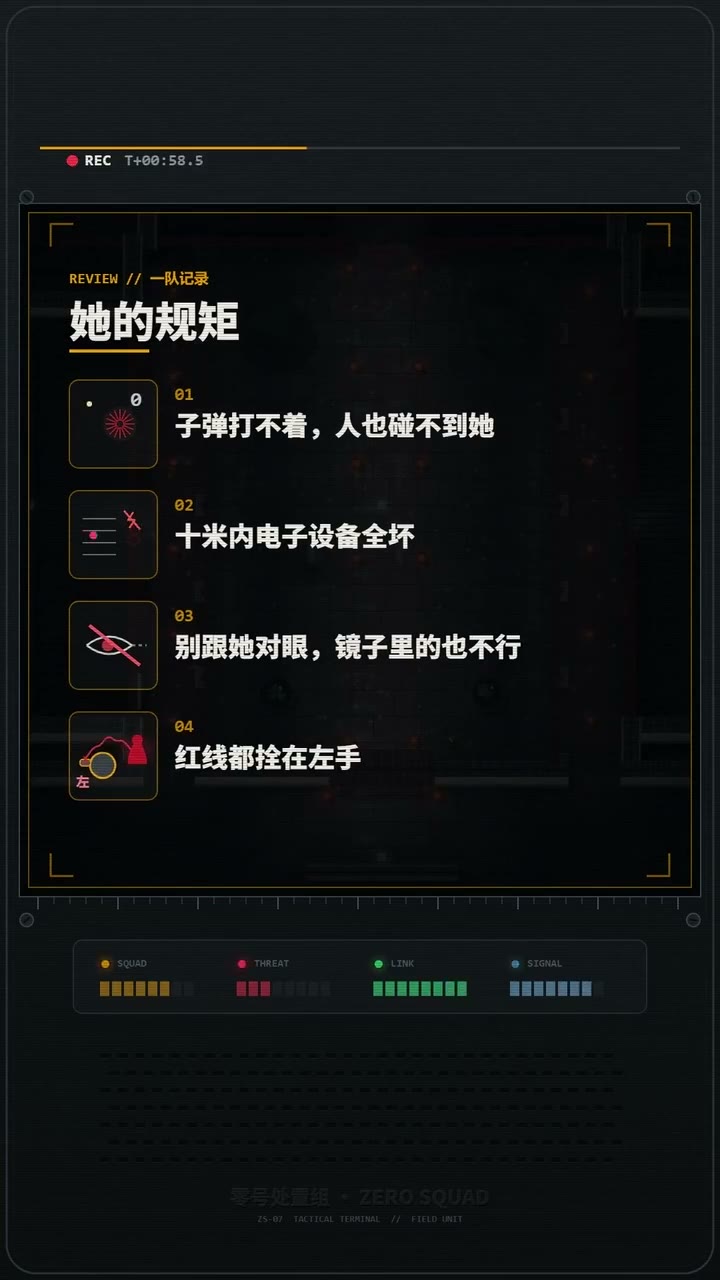 REC T+00:58.5
REVIEW // 一队记录
她的规矩
0
01
子弹打不着，人也碰不到她
02
十米内电子设备全坏
03
别跟她对眼，镜子里的也不行
04
红线都拴在左手
左
SQUAD THREAT LINK SIGNAL
零号处置组 • ZERO SQUAD
ZS-07 TACTICAL TERMINAL // FIELD UNIT